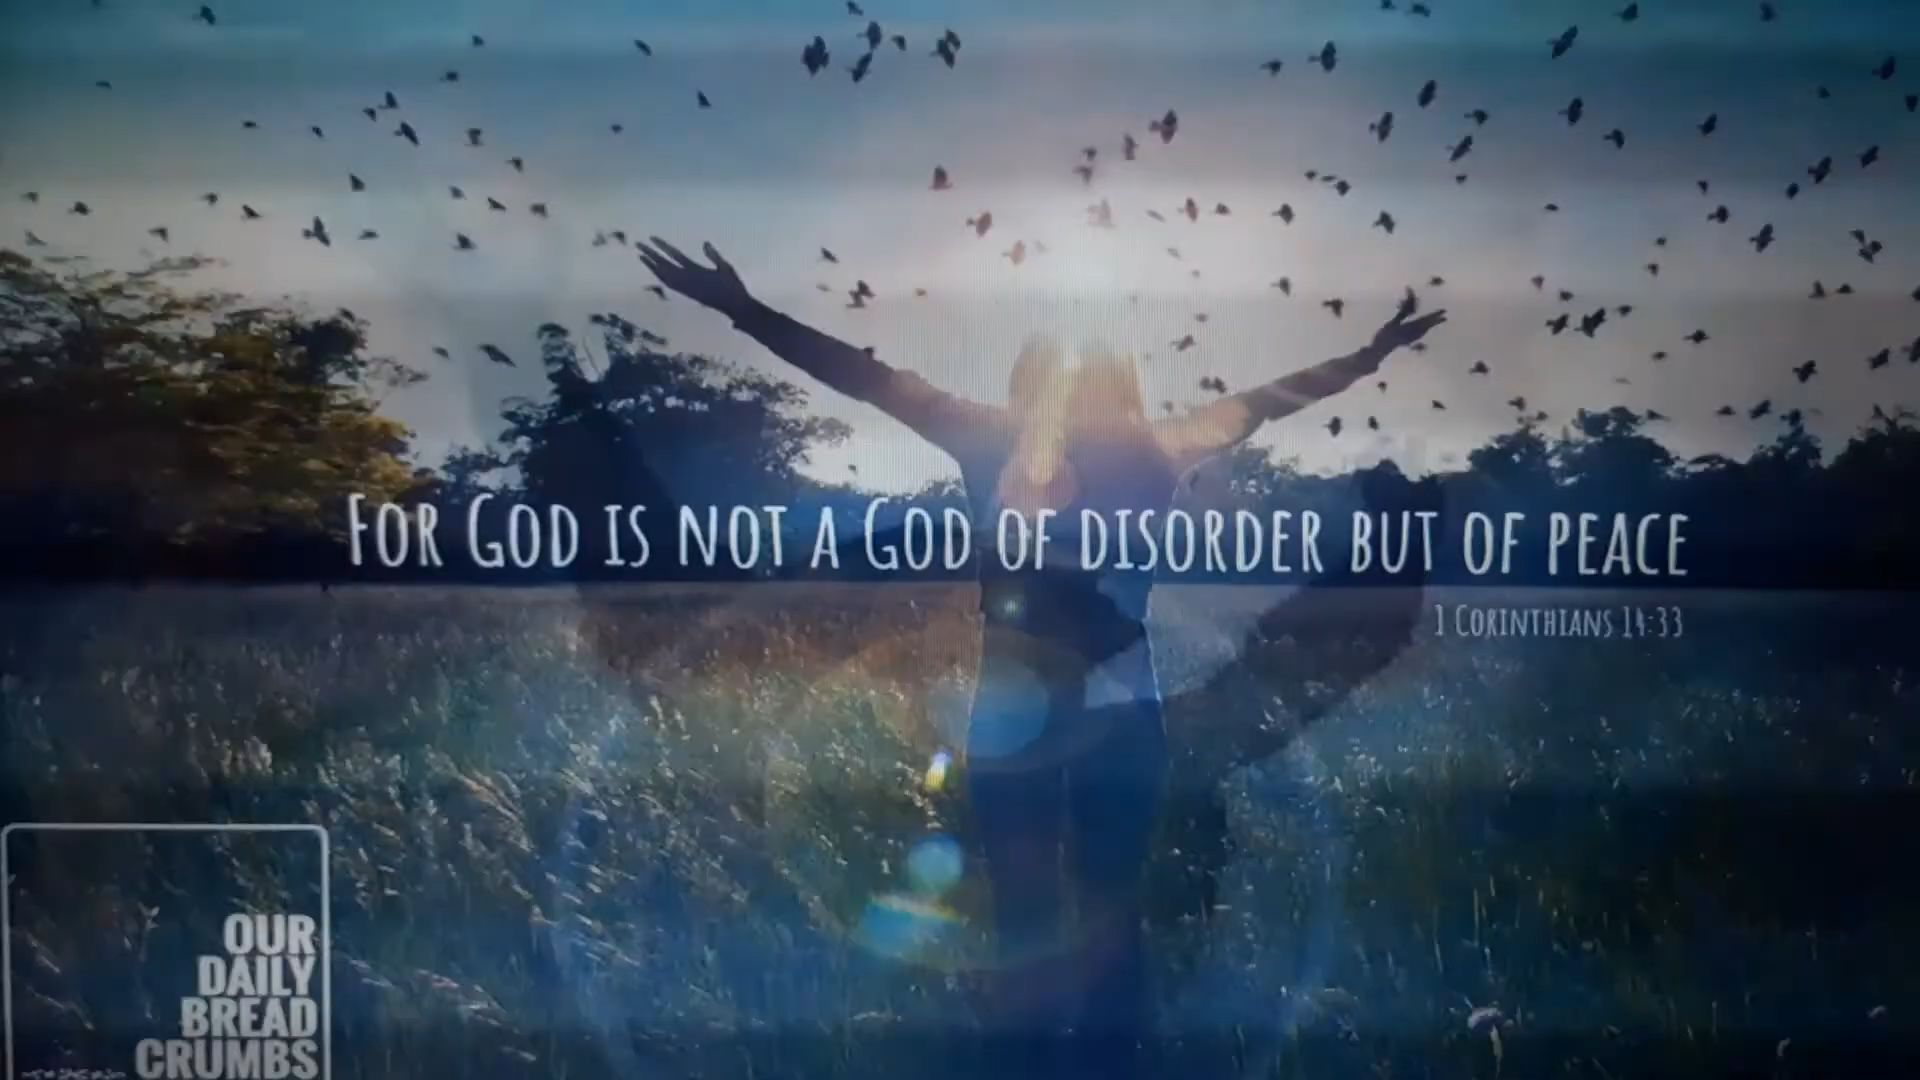 FOR GOD IS NOT A GOD OF DISORDER BUT OF PEACE
1 CORINTHIANS 14:33
OUR
DAILY
BREAD
CRUMBS